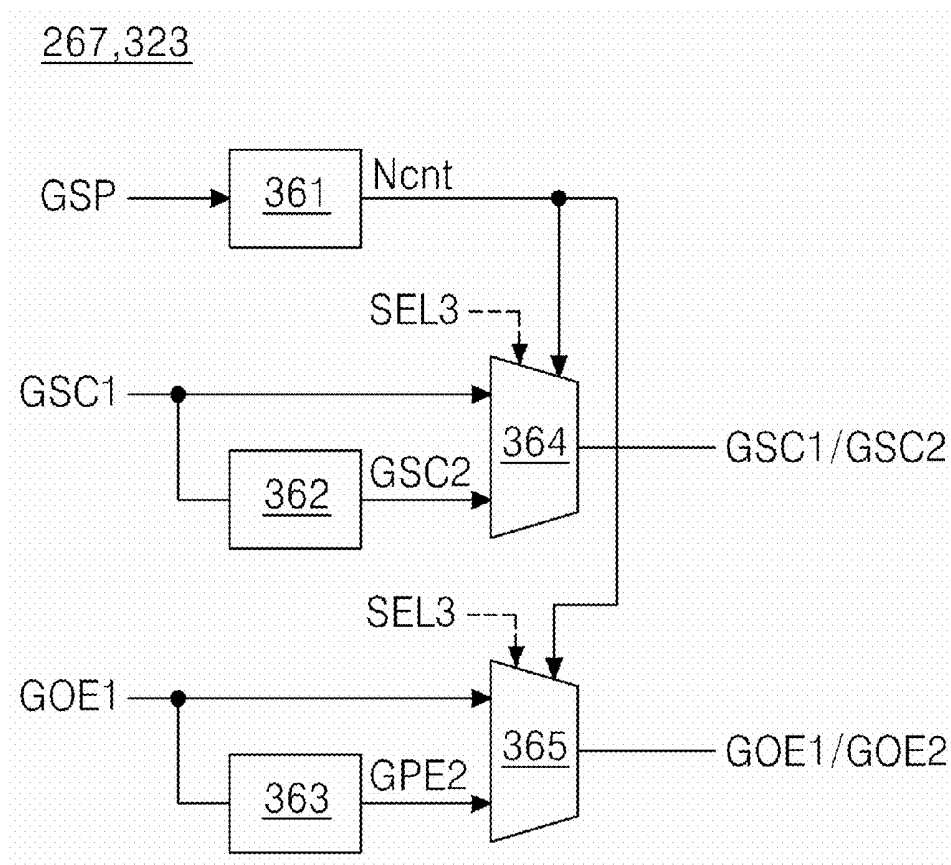 267,323
GSP
361
Ncnt
SEL3
GSC1
364
GSC1/GSC2
362
GSC2
SEL3
GOE1
365
GOE1/GOE2
363
GPE2